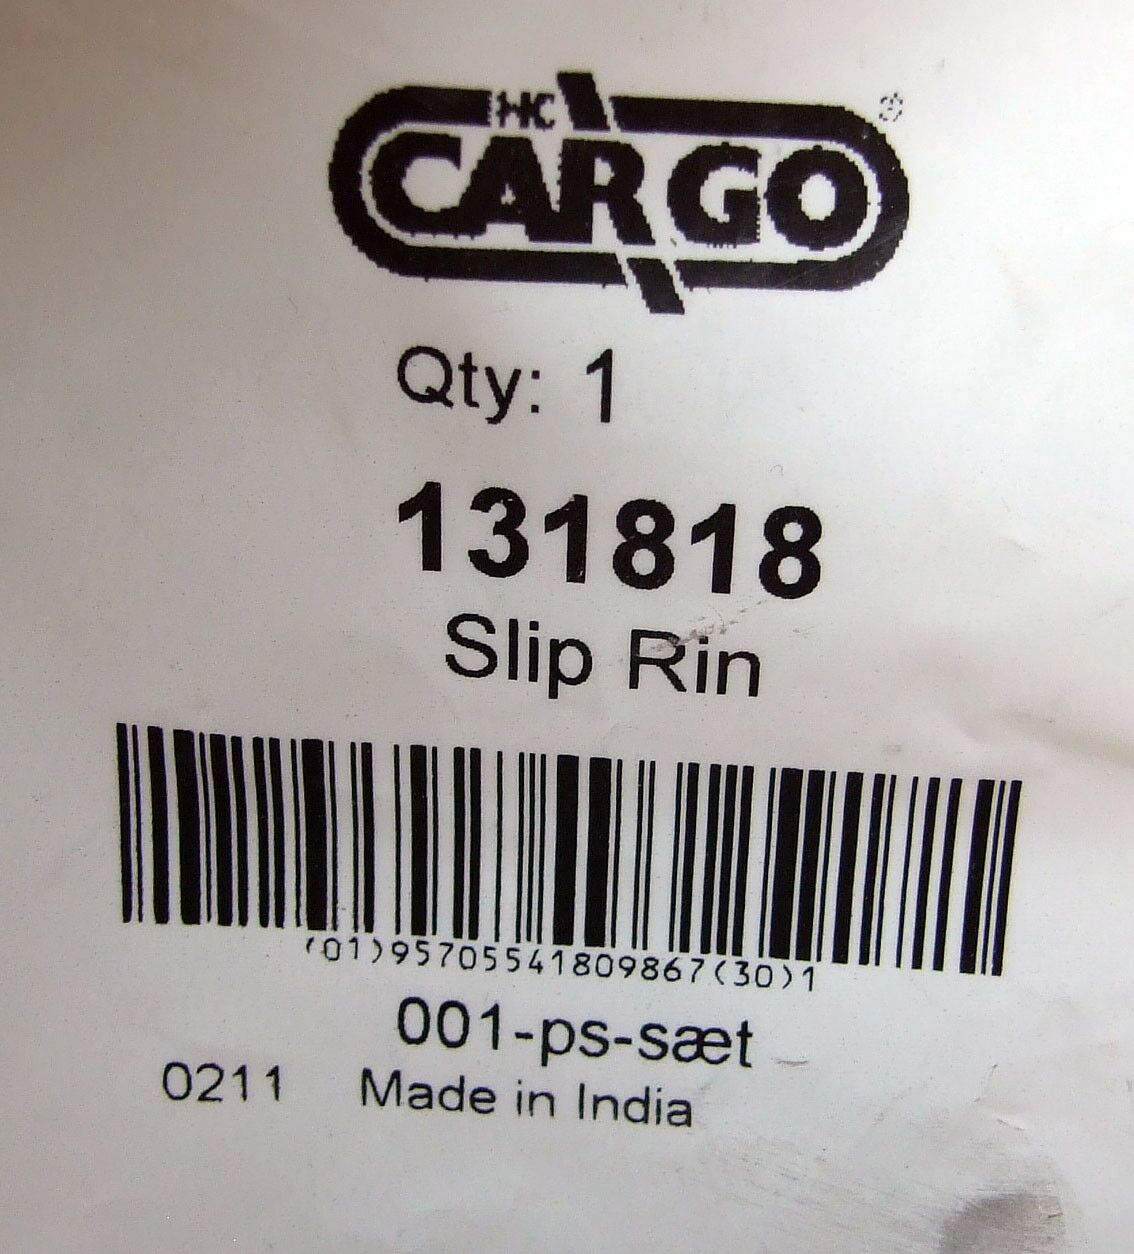 HC
CARGO®
Qty: 1
131818
Slip Rin
(01)95705541809867(30)1
001-ps-sæt
0211 Made in India